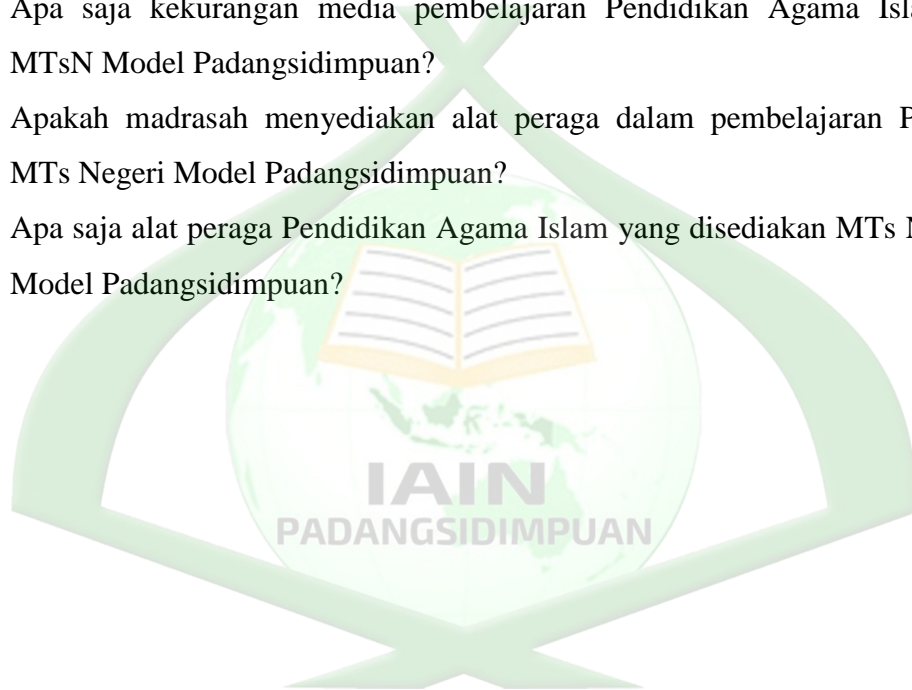 Apa saja kekurangan media pembelajaran Pendidikan Agama
MTsN Model Padangsidimpuan?
Apakah madrasah menyediakan alat peraga dalam pembelajaran
MTs Negeri Model Padangsidimpuan?
Apa saja alat peraga Pendidikan Agama Islam yang disediakan MTs
Model Padangsidimpuan?
IAIN
PADANGSIDIMPUAN